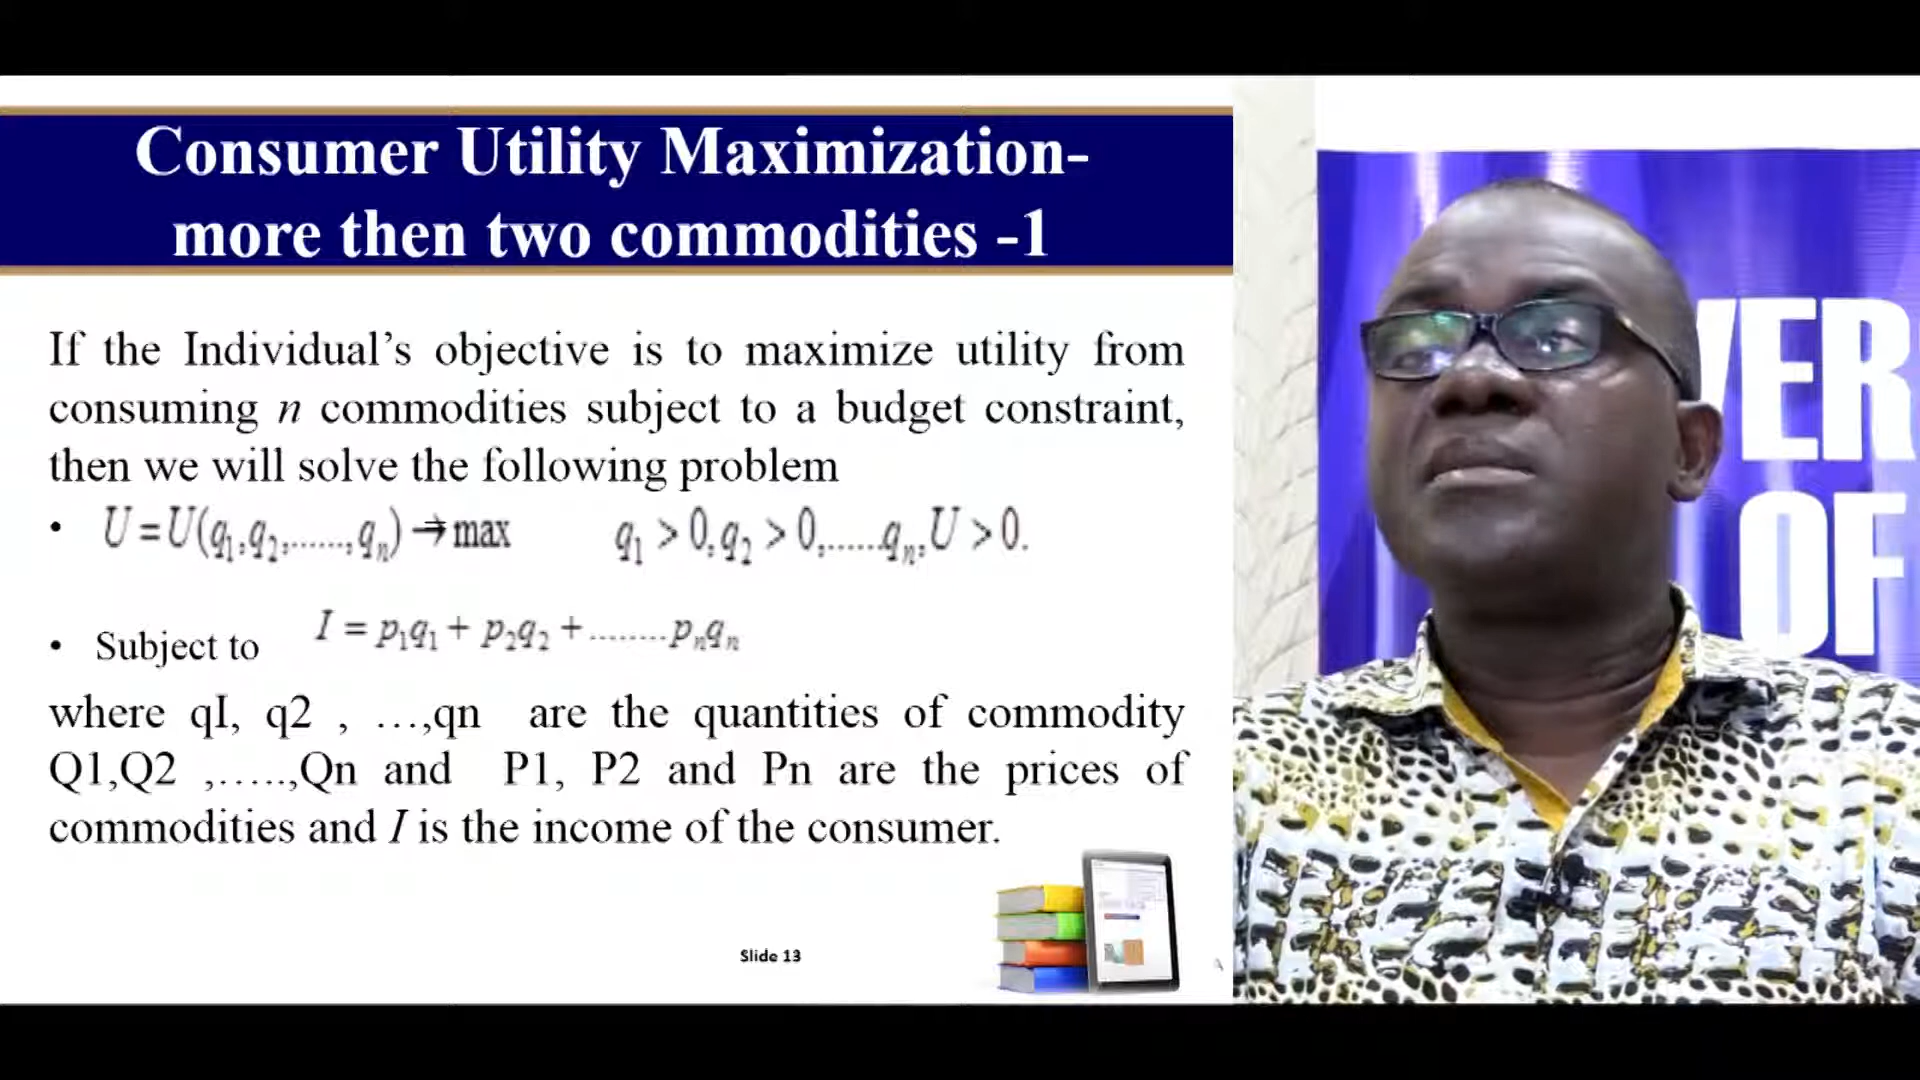 Consumer Utility Maximization-
more then two commodities -1
If the Individual’s objective is to maximize utility from
consuming n commodities subject to a budget constraint,
then we will solve the following problem
• U = U(q₁,q₂,......,qₙ) → max q₁ > 0,q₂ > 0,......qₙ,U > 0.
• Subject to I = p₁q₁ + p₂q₂ + ........pₙqₙ
where qI, q2 , …,qn are the quantities of commodity
Q1,Q2 ,…..,Qn and P1, P2 and Pn are the prices of
commodities and I is the income of the consumer.
Slide 13
VER
OF